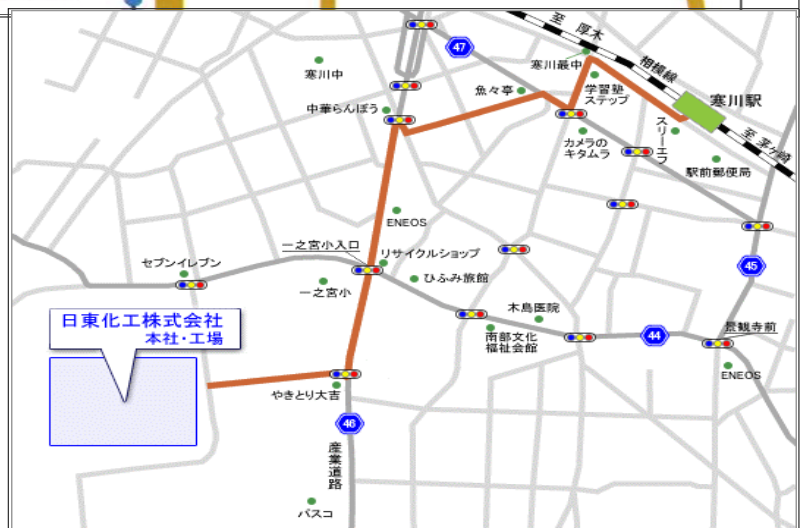 至 厚木
47
相模線
寒川最中
寒川中
寒川駅
魚々亭
学習塾
ステップ
中華らんぼう
スリーエフ
至 茅ヶ崎
カメラの
キタムラ
駅前郵便局
ENEOS
一之宮小入口
リサイクルショップ
セブンイレブン
45
ひふみ旅館
一之宮小
木島医院
日東化工株式会社
本社・工場
景観寺前
44
南部文化
福祉会館
ENEOS
やきとり大吉
46
産業道路
パスコ